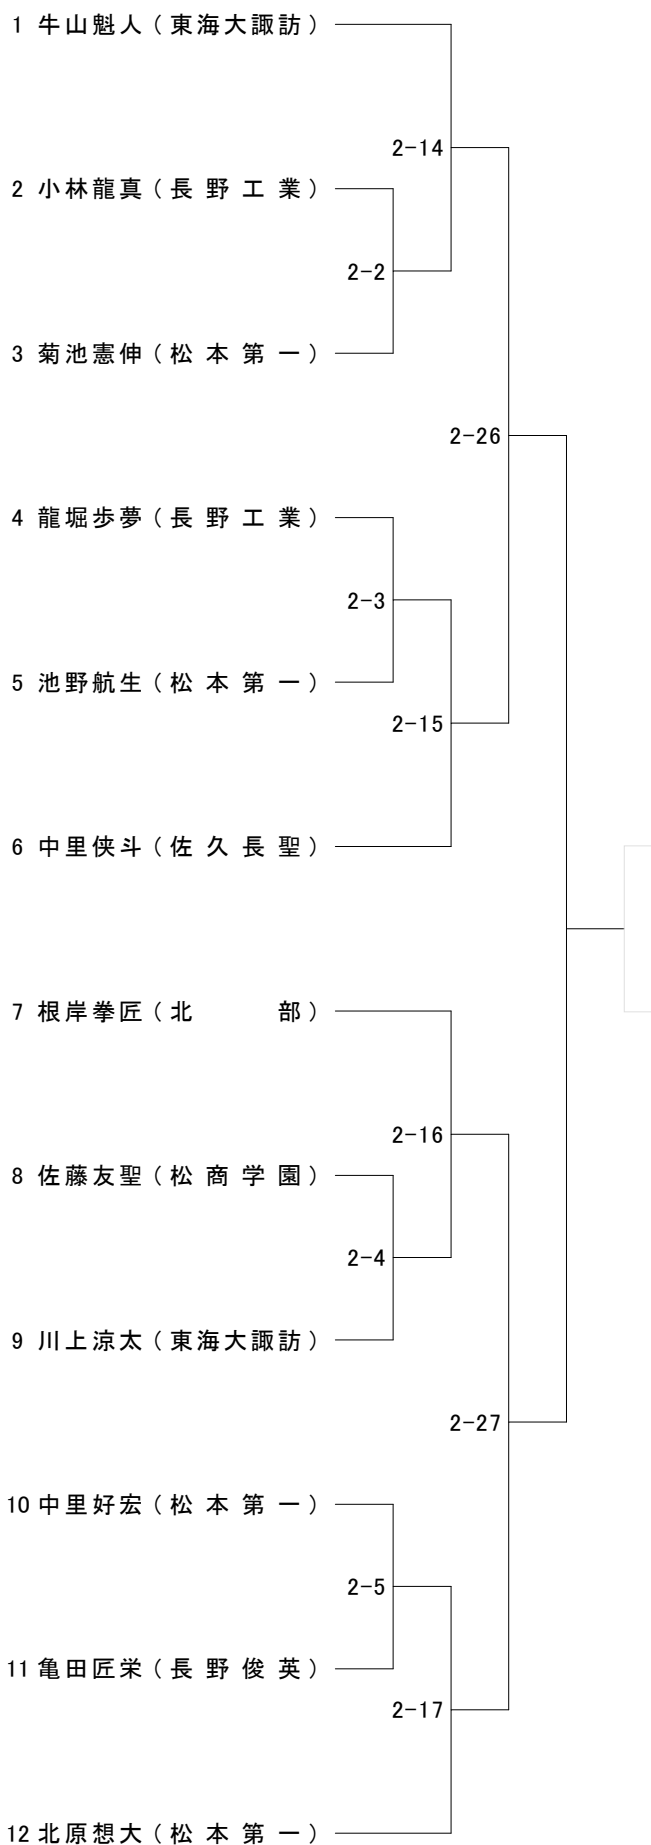 1 牛山魁人(東海大諏訪)
2-14
2 小林龍真(長野工業)
2-2
3 菊池憲伸(松本第一)
2-26
4 龍堀歩夢(長野工業)
2-3
5 池野航生(松本第一)
2-15
6 中里侠斗(佐久長聖)
7 根岸拳匠(北部)
2-16
8 佐藤友聖(松商学園)
2-4
9 川上涼太(東海大諏訪)
2-27
10 中里好宏(松本第一)
2-5
11 亀田匠栄(長野俊英)
2-17
12 北原想大(松本第一)